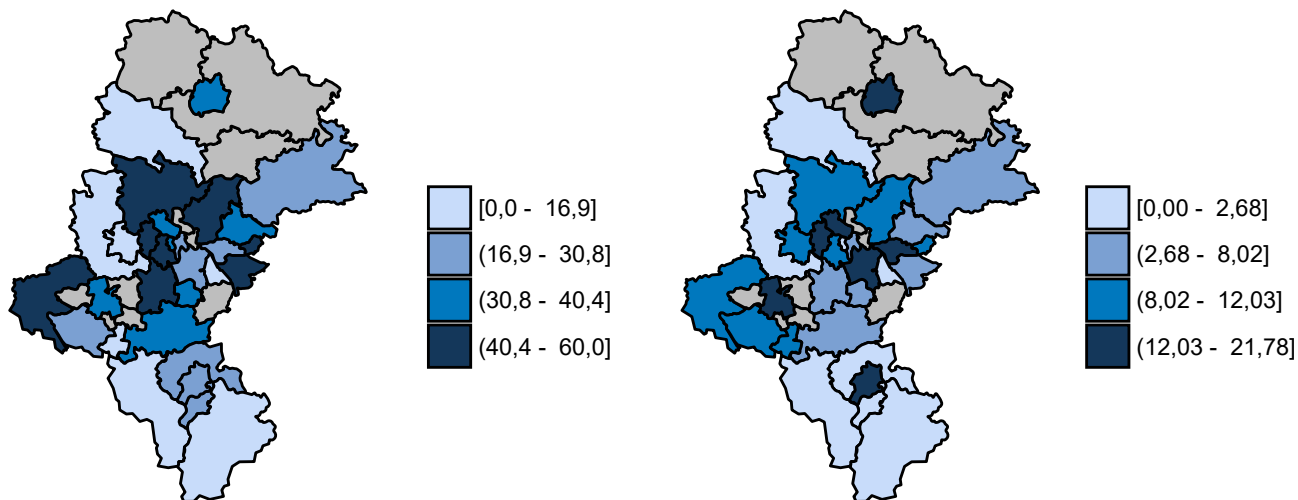 [0,0 - 16,9]
(16,9 - 30,8]
(30,8 - 40,4]
(40,4 - 60,0]
[0,00 - 2,68]
(2,68 - 8,02]
(8,02 - 12,03]
(12,03 - 21,78]